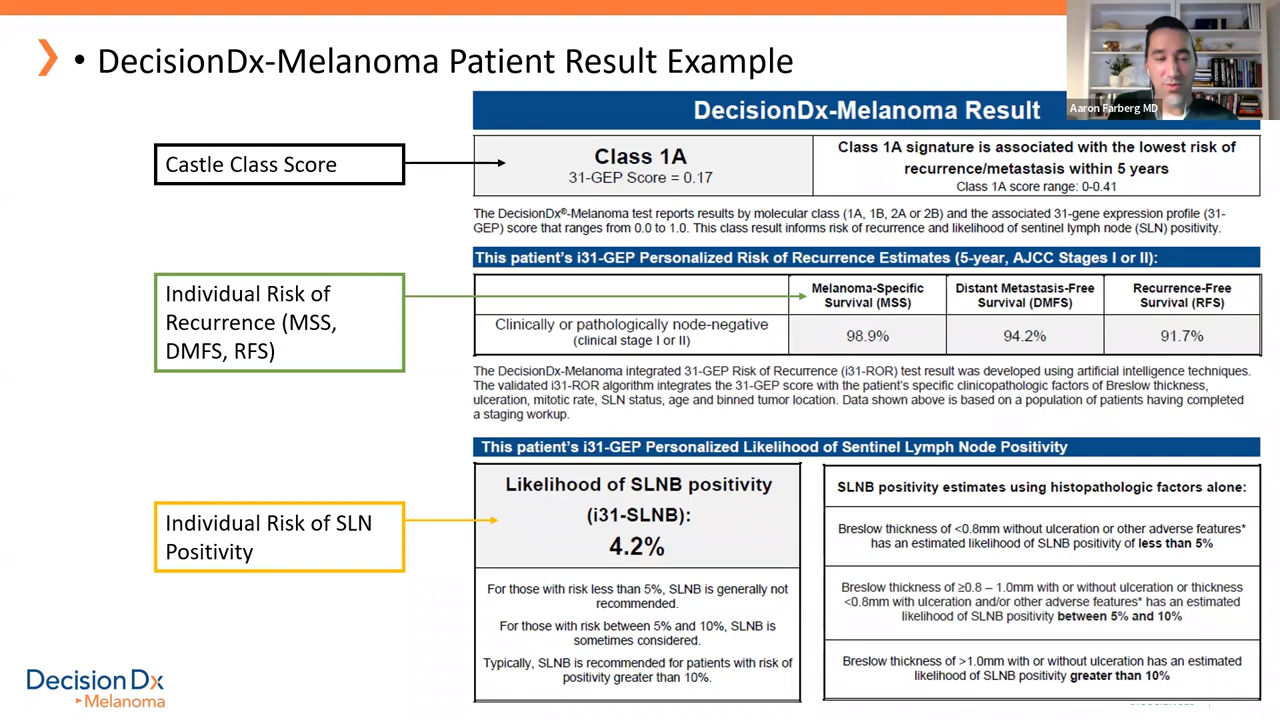 • DecisionDx-Melanoma Patient Result Example
Aaron Farberg MD
DecisionDx-Melanoma Result
Castle Class Score
Class 1A
31-GEP Score = 0.17
Class 1A signature is associated with the lowest risk of
recurrence/metastasis within 5 years
Class 1A score range: 0-0.41
The DecisionDx®-Melanoma test reports results by molecular class (1A, 1B, 2A or 2B) and the associated 31-gene expression profile (31-
GEP) score that ranges from 0.0 to 1.0. This class result informs risk of recurrence and likelihood of sentinel lymph node (SLN) positivity.
This patient's i31-GEP Personalized Risk of Recurrence Estimates (5-year, AJCC Stages I or II):
Individual Risk of
Recurrence (MSS,
DMFS, RFS)
Melanoma-Specific
Survival (MSS)
Distant Metastasis-Free
Survival (DMFS)
Recurrence-Free
Survival (RFS)
Clinically or pathologically node-negative
(clinical stage I or II)
98.9%
94.2%
91.7%
The DecisionDx-Melanoma integrated 31-GEP Risk of Recurrence (i31-ROR) test result was developed using artificial intelligence techniques.
The validated i31-ROR algorithm integrates the 31-GEP score with the patient's specific clinicopathologic factors of Breslow thickness,
ulceration, mitotic rate, SLN status, age and binned tumor location. Data shown above is based on a population of patients having completed
a staging workup.
This patient's i31-GEP Personalized Likelihood of Sentinel Lymph Node Positivity
Individual Risk of SLN
Positivity
Likelihood of SLNB positivity
(i31-SLNB):
4.2%
For those with risk less than 5%, SLNB is generally not
recommended.
For those with risk between 5% and 10%, SLNB is
sometimes considered.
Typically, SLNB is recommended for patients with risk of
positivity greater than 10%.
SLNB positivity estimates using histopathologic factors alone:
Breslow thickness of <0.8mm without ulceration or other adverse features*
has an estimated likelihood of SLNB positivity of less than 5%
Breslow thickness of ≥0.8 – 1.0mm with or without ulceration or thickness
<0.8mm with ulceration and/or other adverse features* has an estimated
likelihood of SLNB positivity between 5% and 10%
Breslow thickness of >1.0mm with or without ulceration has an estimated
likelihood of SLNB positivity greater than 10%
DecisionDx
Melanoma